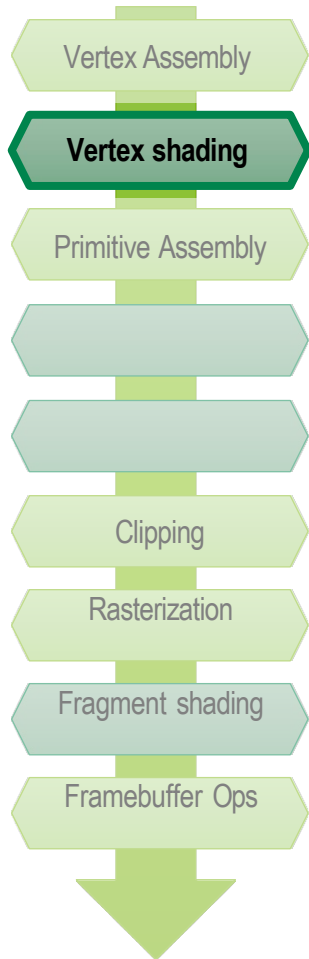 Vertex Assembly
Vertex shading
Primitive Assembly
Clipping
Rasterization
Fragment shading
Framebuffer Ops